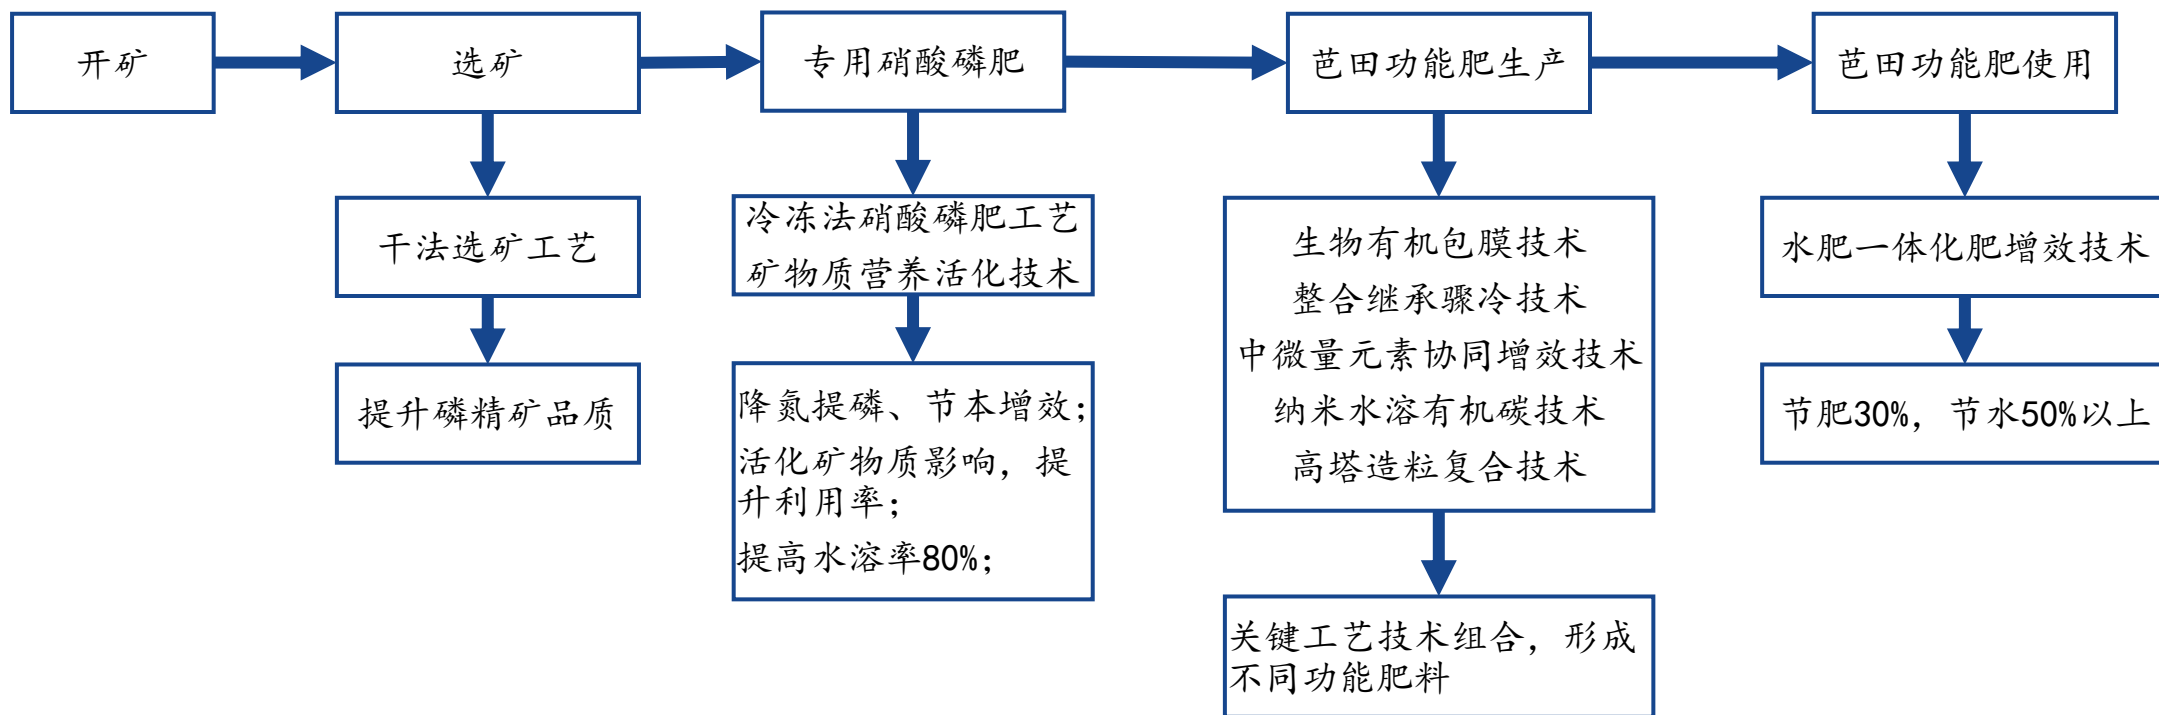 开矿
选矿
专用硝酸磷肥
芭田功能肥生产
芭田功能肥使用
干法选矿工艺
提升磷精矿品质
冷冻法硝酸磷肥工艺
矿物质营养活化技术
降氮提磷、节本增效；
活化矿物质影响，提
升利用率；
提高水溶率80%；
生物有机包膜技术
整合继承骤冷技术
中微量元素协同增效技术
纳米水溶有机碳技术
高塔造粒复合技术
关键工艺技术组合，形成
不同功能肥料
水肥一体化肥增效技术
节肥30%，节水50%以上